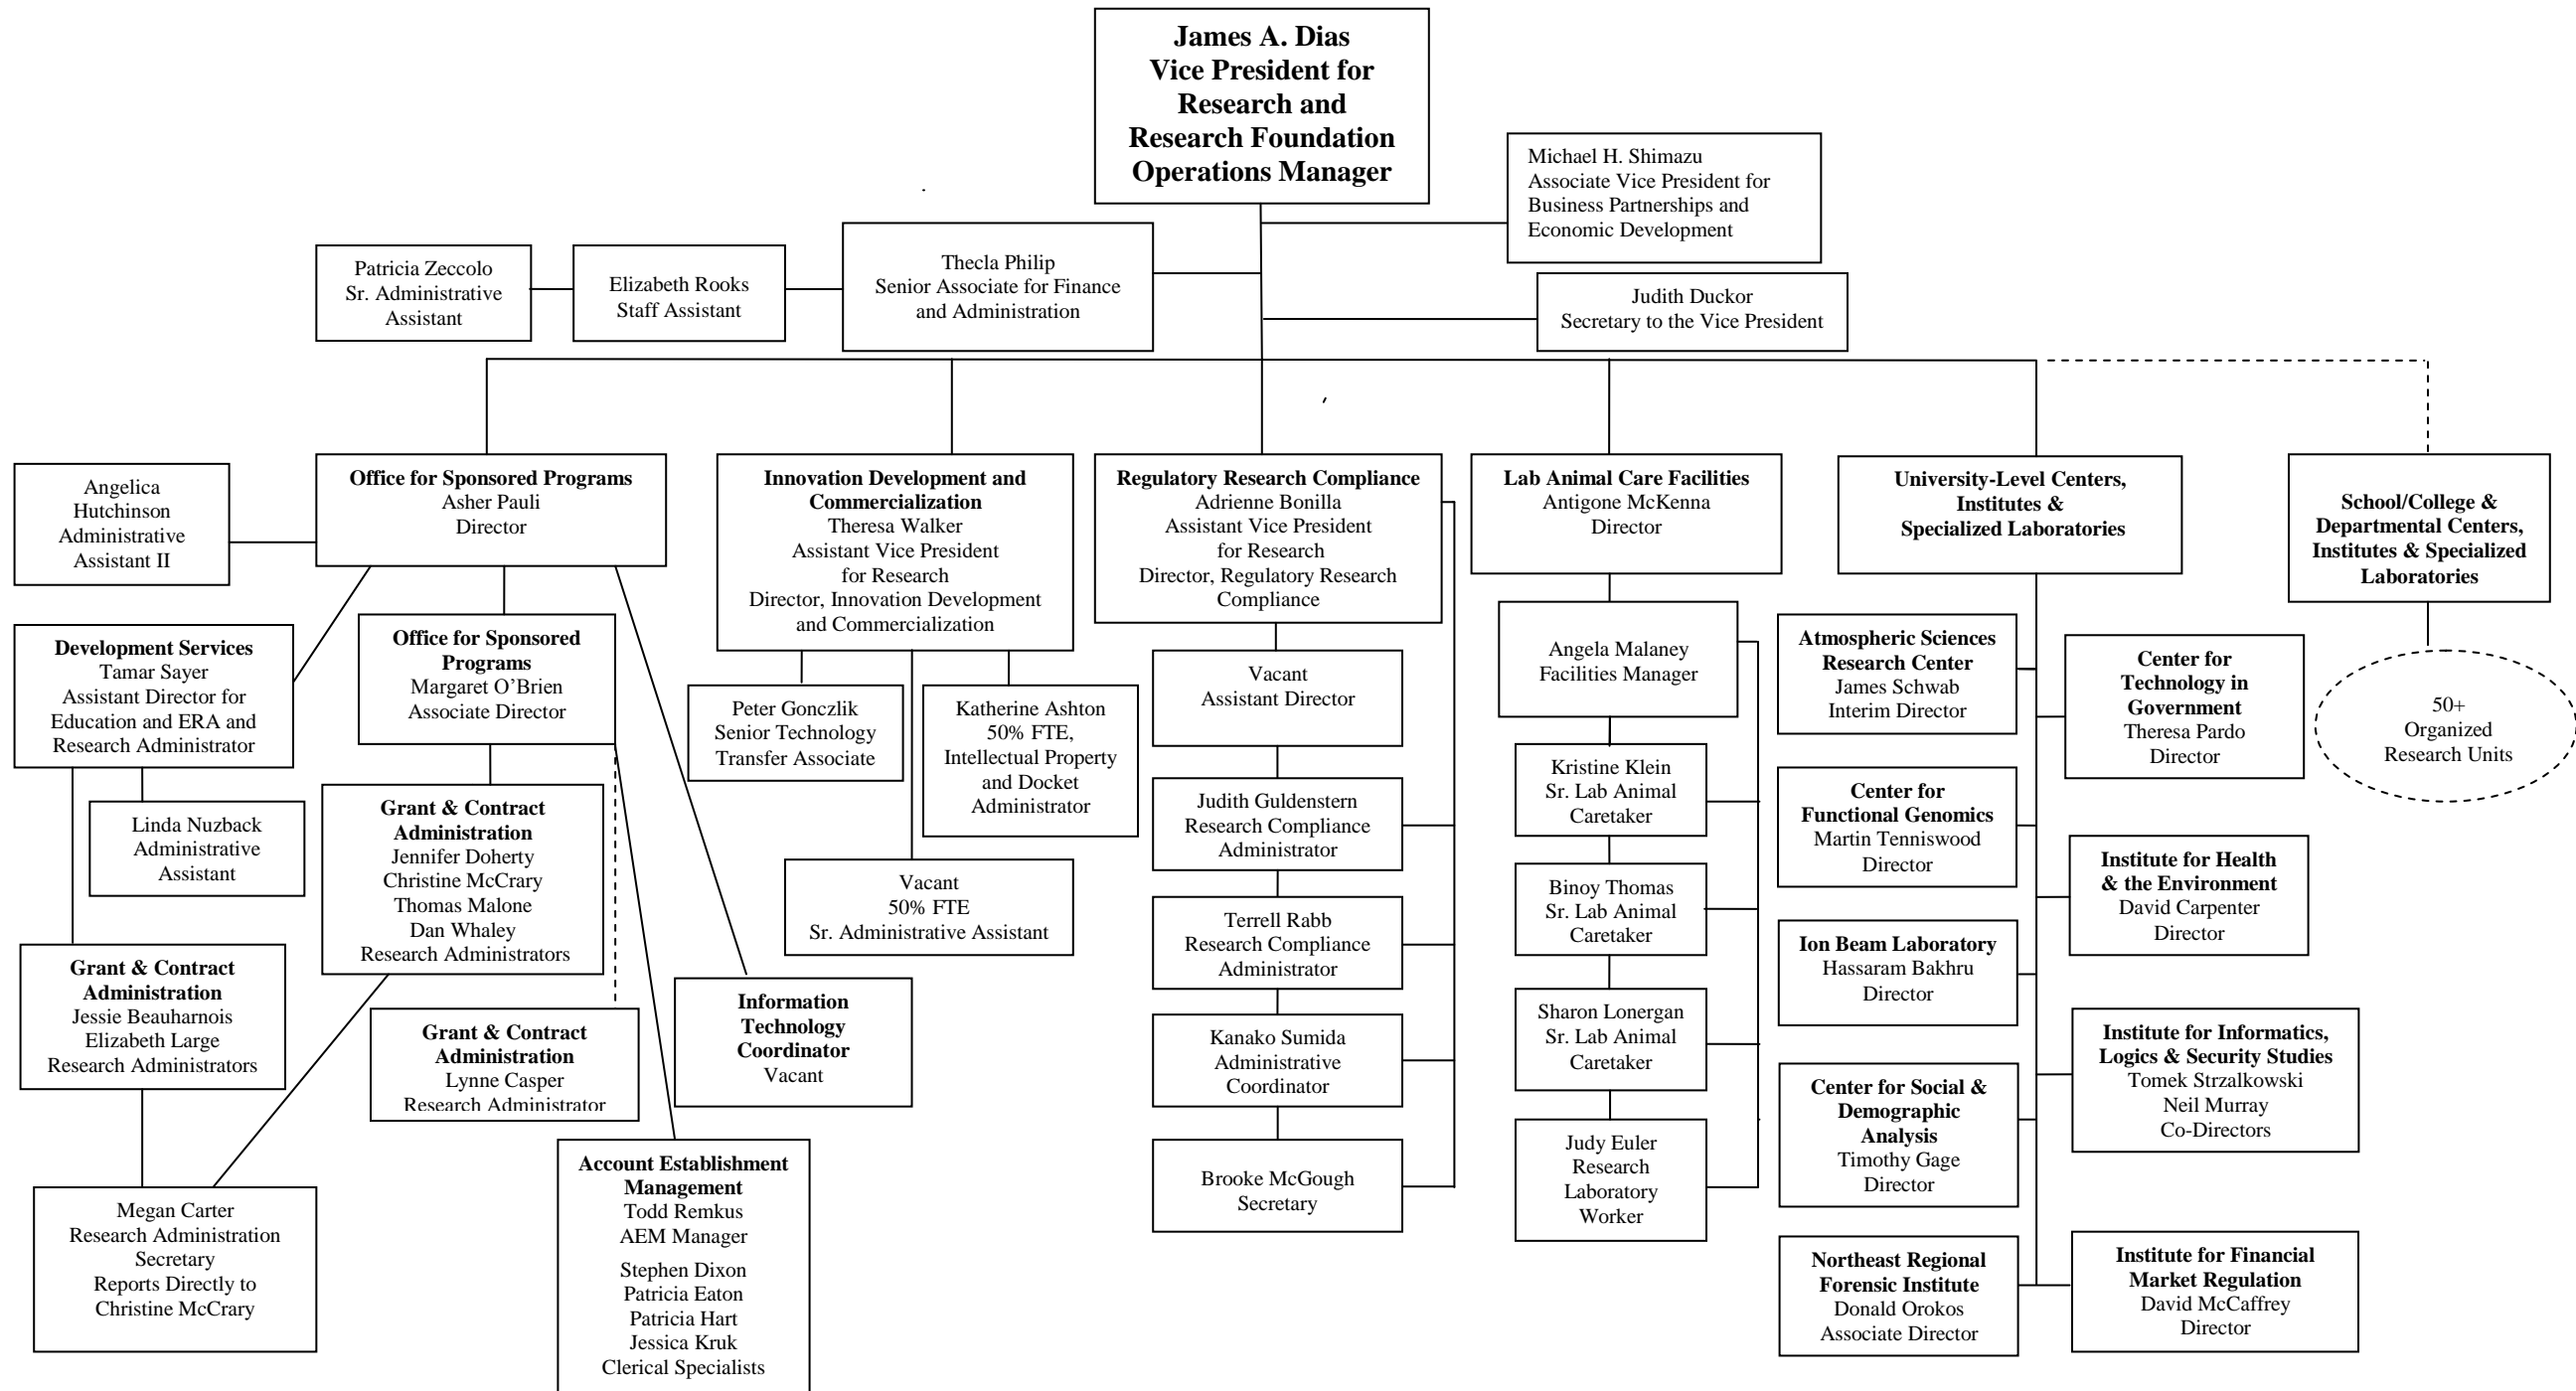 James A. Dias
Vice President for
Research and
Research Foundation
Operations Manager
Michael H. Shimazu
Associate Vice President for
Business Partnerships and
Economic Development
Patricia Zeccolo
Sr. Administrative
Assistant
Elizabeth Rooks
Staff Assistant
Thecla Philip
Senior Associate for Finance
and Administration
Judith Duckor
Secretary to the Vice President
Angelica
Hutchinson
Administrative
Assistant II
Office for Sponsored Programs
Asher Pauli
Director
Innovation Development and
Commercialization
Theresa Walker
Assistant Vice President
for Research
Director, Innovation Development
and Commercialization
Regulatory Research Compliance
Adrienne Bonilla
Assistant Vice President
for Research
Director, Regulatory Research
Compliance
Lab Animal Care Facilities
Antigone McKenna
Director
University-Level Centers,
Institutes &
Specialized Laboratories
School/College &
Departmental Centers,
Institutes & Specialized
Laboratories
Development Services
Tamar Sayer
Assistant Director for
Education and ERA and
Research Administrator
Office for Sponsored
Programs
Margaret O’Brien
Associate Director
Peter Gonczlik
Senior Technology
Transfer Associate
Katherine Ashton
50% FTE,
Intellectual Property
and Docket
Administrator
Vacant
Assistant Director
Angela Malaney
Facilities Manager
Atmospheric Sciences
Research Center
James Schwab
Interim Director
Center for
Technology in
Government
Theresa Pardo
Director
50+
Organized
Research Units
Linda Nuzback
Administrative
Assistant
Grant & Contract
Administration
Jennifer Doherty
Christine McCrary
Thomas Malone
Dan Whaley
Research Administrators
Vacant
50% FTE
Sr. Administrative Assistant
Judith Guldenstern
Research Compliance
Administrator
Kristine Klein
Sr. Lab Animal
Caretaker
Center for
Functional Genomics
Martin Tenniswood
Director
Institute for Health
& the Environment
David Carpenter
Director
Grant & Contract
Administration
Jessie Beauharnois
Elizabeth Large
Research Administrators
Grant & Contract
Administration
Lynne Casper
Research Administrator
Information
Technology
Coordinator
Vacant
Terrell Rabb
Research Compliance
Administrator
Binoy Thomas
Sr. Lab Animal
Caretaker
Ion Beam Laboratory
Hassaram Bakhru
Director
Kanako Sumida
Administrative
Coordinator
Sharon Lonergan
Sr. Lab Animal
Caretaker
Institute for Informatics,
Logics & Security Studies
Tomek Strzalkowski
Neil Murray
Co-Directors
Center for Social &
Demographic
Analysis
Timothy Gage
Director
Megan Carter
Research Administration
Secretary
Reports Directly to
Christine McCrary
Account Establishment
Management
Todd Remkus
AEM Manager
Stephen Dixon
Patricia Eaton
Patricia Hart
Jessica Kruk
Clerical Specialists
Brooke McGough
Secretary
Judy Euler
Research
Laboratory
Worker
Northeast Regional
Forensic Institute
Donald Orokos
Associate Director
Institute for Financial
Market Regulation
David McCaffrey
Director